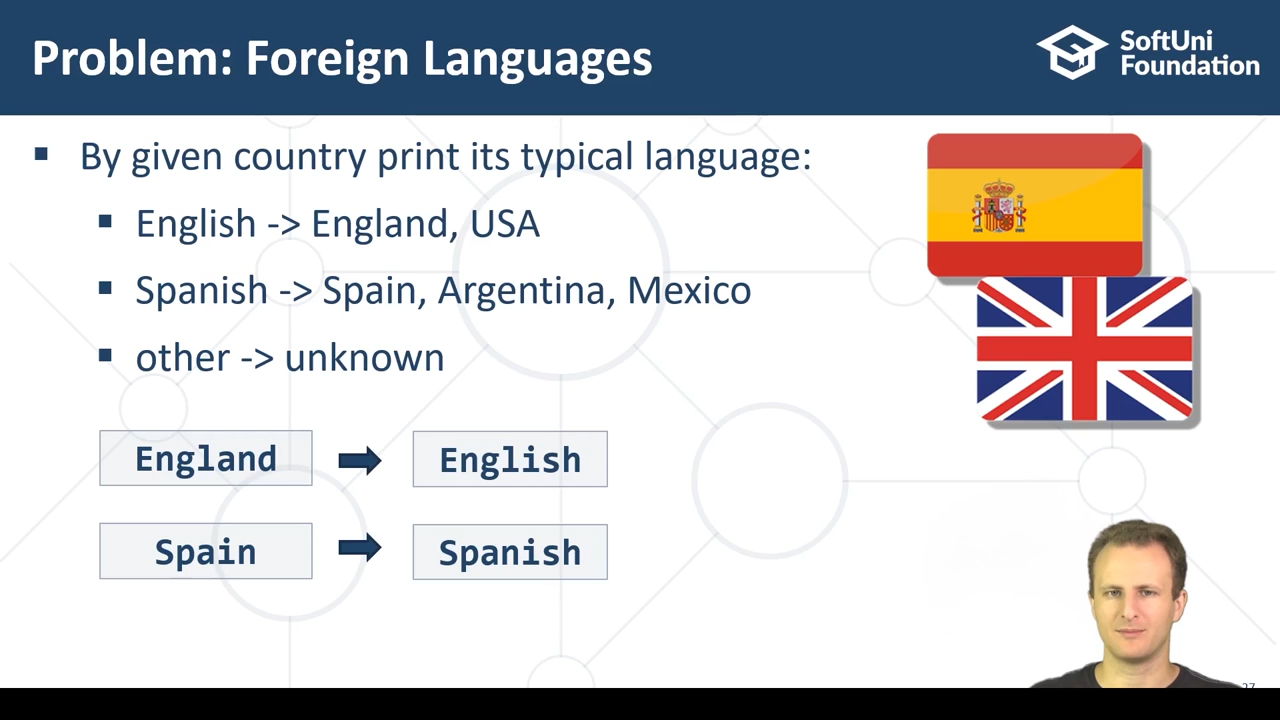 Problem: Foreign Languages
SoftUni
Foundation
By given country print its typical language:
English -> England, USA
Spanish -> Spain, Argentina, Mexico
other -> unknown
England
English
Spain
Spanish
27